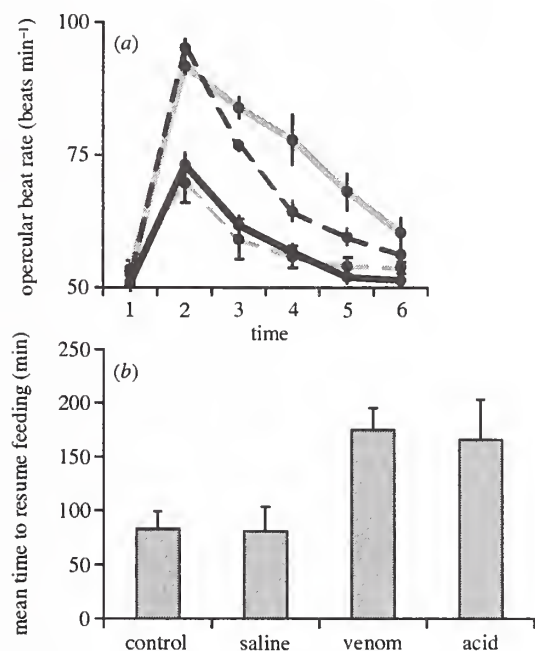 (a)
opercular beat rate (beats min⁻¹)
100
75
50
1 2 3 4 5 6
time
(b)
mean time to resume feeding (min)
250
200
150
100
50
0
control saline venom acid